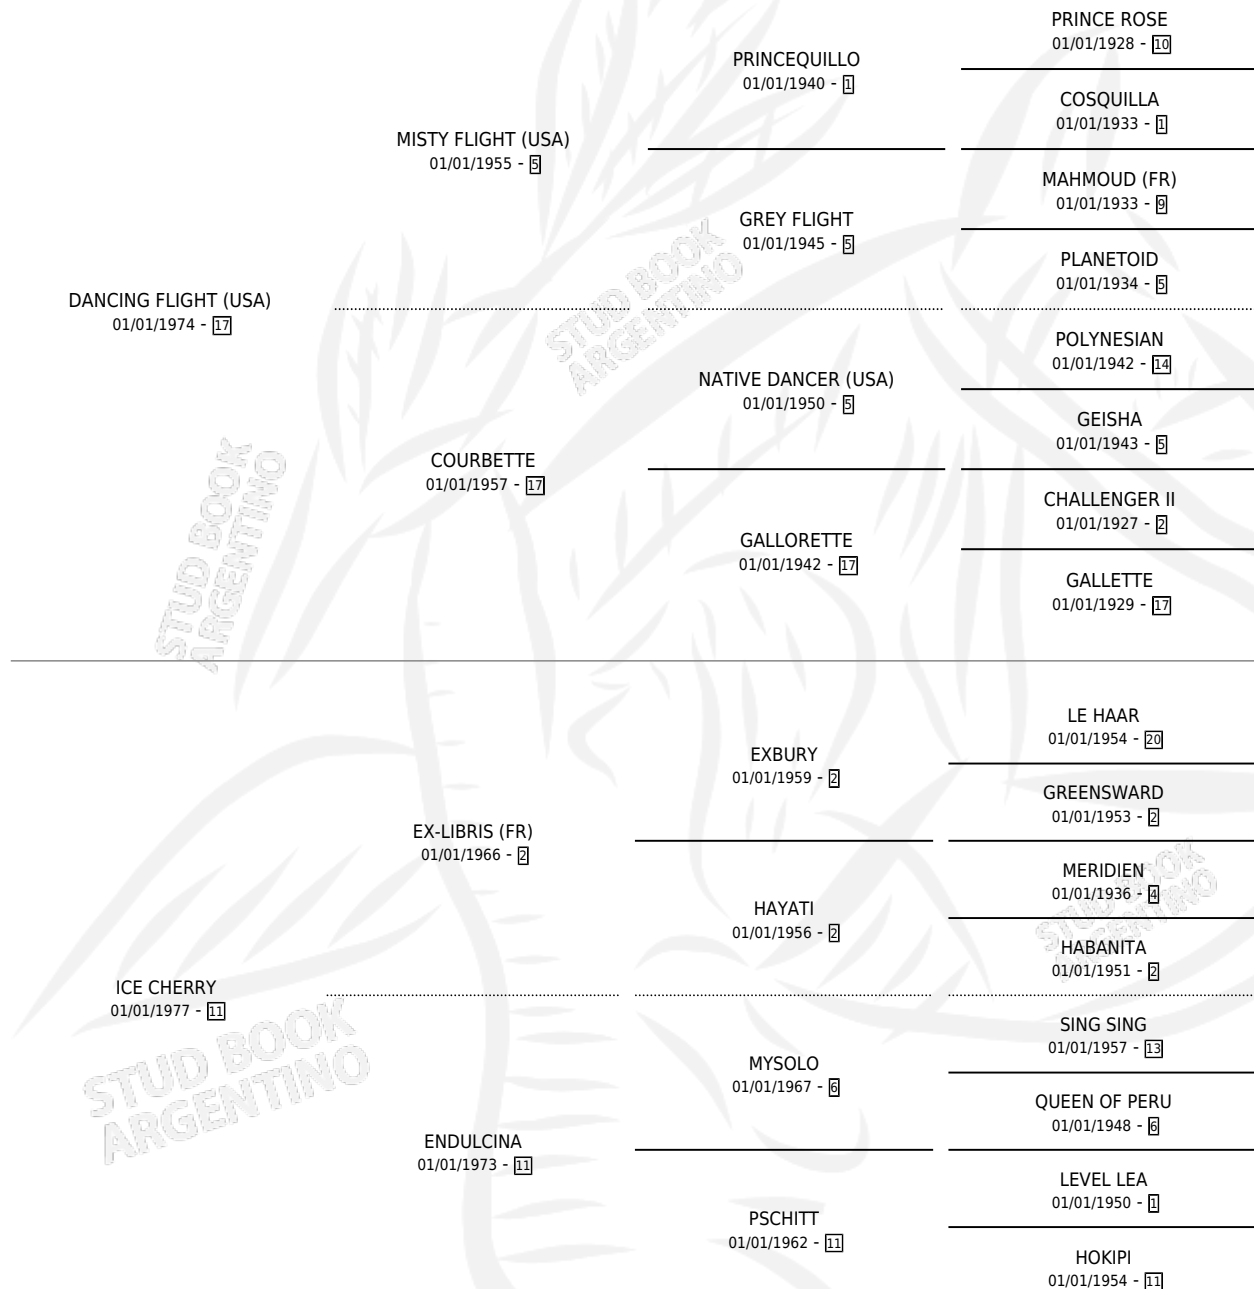 PRINCE ROSE
01/01/1928 - 10
PRINCEQUILLO
01/01/1940 - 1
COSQUILLA
01/01/1933 - 1
MISTY FLIGHT (USA)
01/01/1955 - 5
MAHMOUD (FR)
01/01/1933 - 9
GREY FLIGHT
01/01/1945 - 5
PLANETOID
01/01/1934 - 5
DANCING FLIGHT (USA)
01/01/1974 - 17
STUD BOOK
ARGENTINO
POLYNESIAN
01/01/1942 - 14
NATIVE DANCER (USA)
01/01/1950 - 5
GEISHA
01/01/1943 - 5
COURBETTE
01/01/1957 - 17
CHALLENGER II
01/01/1927 - 2
GALLORETTE
01/01/1942 - 17
GALLETTE
01/01/1929 - 17
STUD BOOK
ARGENTINO
LE HAAR
01/01/1954 - 20
EXBURY
01/01/1959 - 2
GREENSWARD
01/01/1953 - 2
EX-LIBRIS (FR)
01/01/1966 - 2
MERIDIEN
01/01/1936 - 4
HAYATI
01/01/1956 - 2
HABANITA
01/01/1951 - 2
STUD BOOK
ARGENTINO
ICE CHERRY
01/01/1977 - 11
SING SING
01/01/1957 - 13
MYSOLO
01/01/1967 - 6
QUEEN OF PERU
01/01/1948 - 6
STUD BOOK
ARGENTINO
ENDULCINA
01/01/1973 - 11
LEVEL LEA
01/01/1950 - 1
PSCHITT
01/01/1962 - 11
HOKIPI
01/01/1954 - 11